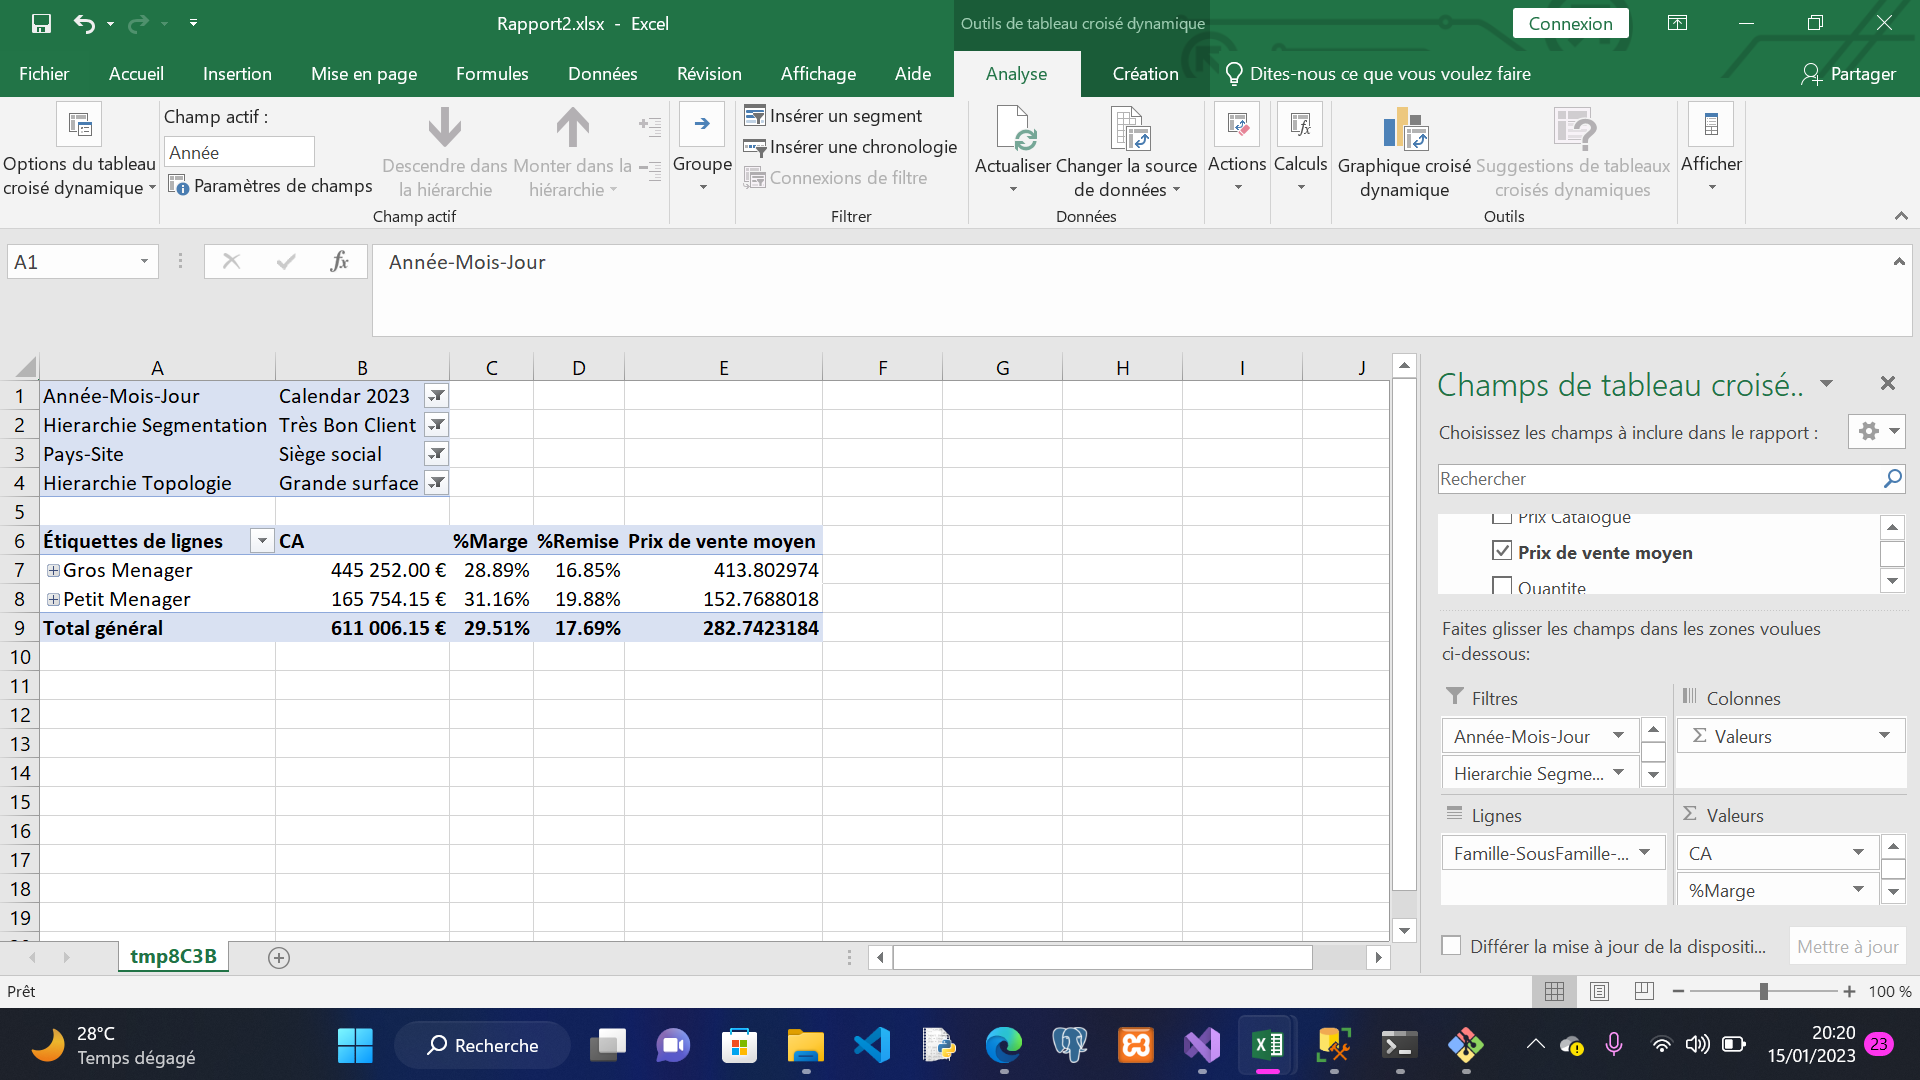 Rapport2.xlsx - Excel
Outils de tableau croisé dynamique
Connexion
Fichier Accueil Insertion Mise en page Formules Données Révision Affichage Aide Analyse Création Dites-nous ce que vous voulez faire Partager
Options du tableau croisé dynamique
Champ actif :
Année
Paramètres de champs
Descendre dans la hiérarchie
Monter dans la hiérarchie
Champ actif
Groupe
Insérer un segment
Insérer une chronologie
Connexions de filtre
Filtrer
Actualiser
Changer la source de données
Données
Actions
Calculs
Graphique croisé dynamique
Suggestions de tableaux croisés dynamiques
Outils
Afficher
A1
fx
Année-Mois-Jour
A B C D E F G H I J
1 Année-Mois-Jour Calendar 2023
2 Hierarchie Segmentation Très Bon Client
3 Pays-Site Siège social
4 Hierarchie Topologie Grande surface
5
6 Étiquettes de lignes CA %Marge %Remise Prix de vente moyen
7 Gros Menager 445 252.00 € 28.89% 16.85% 413.802974
8 Petit Menager 165 754.15 € 31.16% 19.88% 152.7688018
9 Total général 611 006.15 € 29.51% 17.69% 282.7423184
10
11
12
13
14
15
16
17
18
19
tmp8C3B
Champs de tableau croisé..
Choisissez les champs à inclure dans le rapport :
Rechercher
Prix Catalogue
Prix de vente moyen
Quantite
Faites glisser les champs dans les zones voulues
ci-dessous:
Filtres
Année-Mois-Jour
Hierarchie Segme...
Colonnes
Σ Valeurs
Lignes
Famille-SousFamille-...
Σ Valeurs
CA
%Marge
Différer la mise à jour de la dispositi...
Mettre à jour
Prêt
100 %
28°C
Temps dégagé
Recherche
20:20
15/01/2023
23